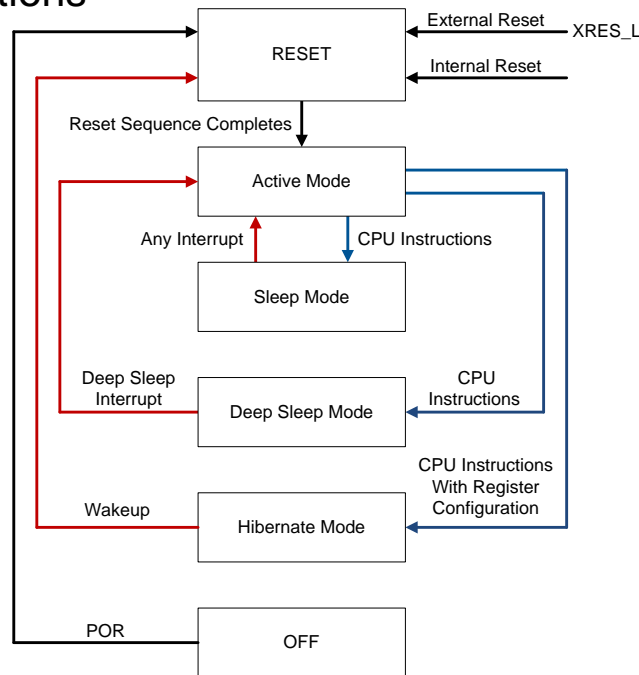 External Reset
XRES_L
RESET
Internal Reset
Reset Sequence Completes
Active Mode
Any Interrupt
CPU Instructions
Sleep Mode
Deep Sleep
Interrupt
CPU
Instructions
Deep Sleep Mode
CPU Instructions
With Register
Configuration
Wakeup
Hibernate Mode
POR
OFF